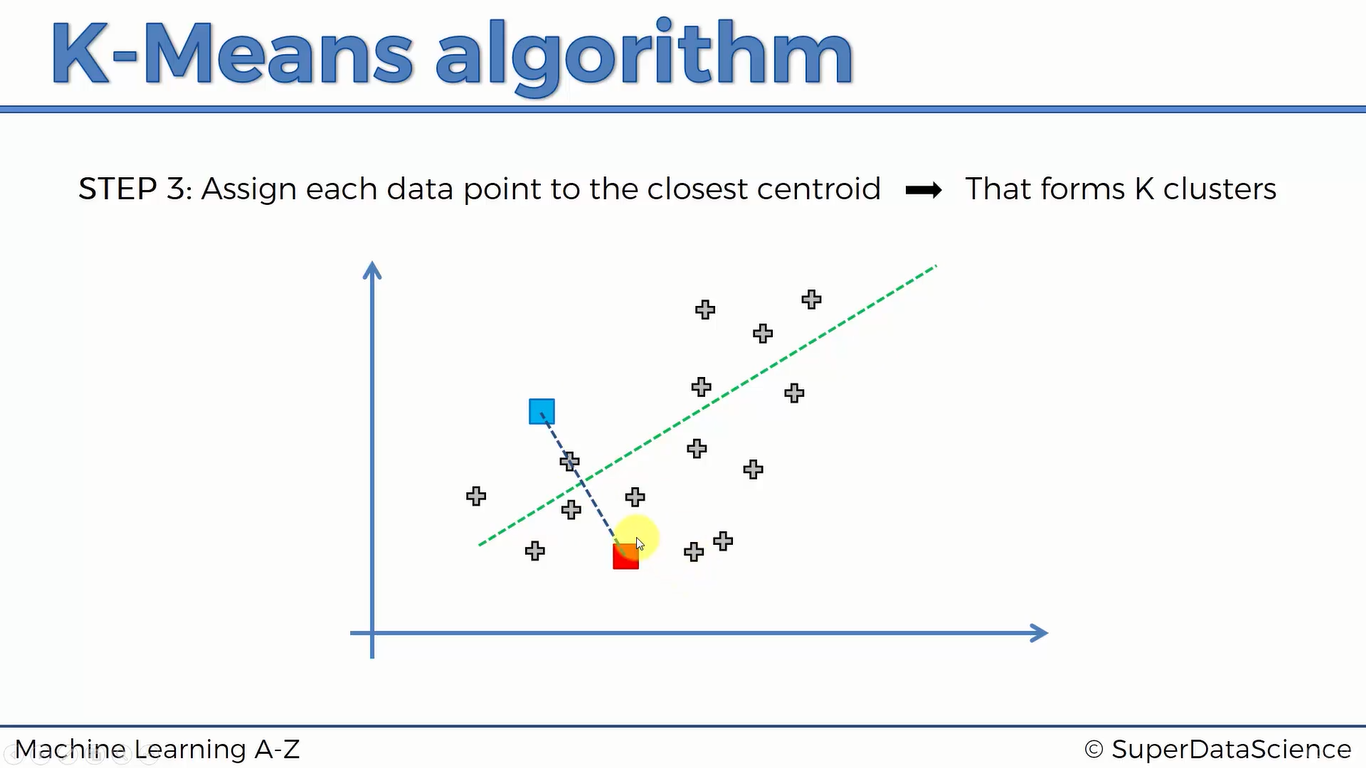 K-Means algorithm
STEP 3: Assign each data point to the closest centroid ➡ That forms K clusters
Machine Learning A-Z
© SuperDataScience